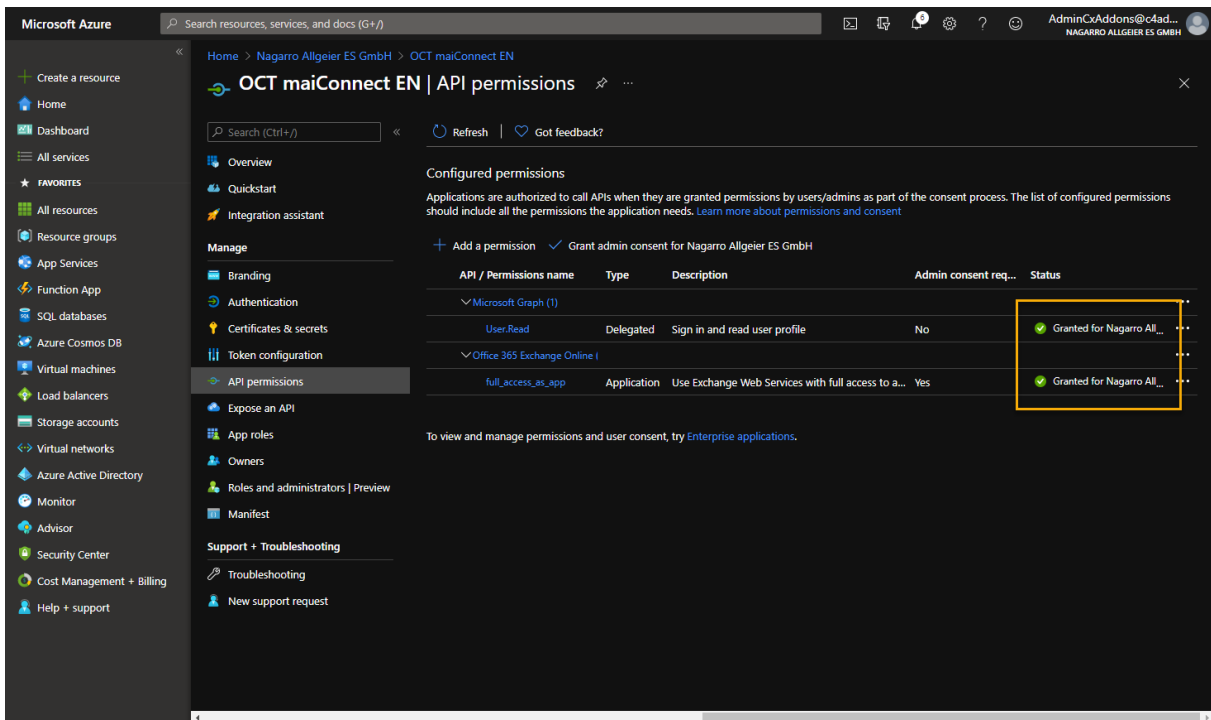 Microsoft Azure
Search resources, services, and docs (G+/)
6
AdminCxAddons@c4ad...
NAGARRO ALLGEIER ES GMBH
Create a resource
Home
Dashboard
All services
FAVORITES
All resources
Resource groups
App Services
Function App
SQL databases
Azure Cosmos DB
Virtual machines
Load balancers
Storage accounts
Virtual networks
Azure Active Directory
Monitor
Advisor
Security Center
Cost Management + Billing
Help + support
Home > Nagarro Allgeier ES GmbH > OCT maiConnect EN
OCT maiConnect EN | API permissions
Search (Ctrl+/)
Overview
Quickstart
Integration assistant
Manage
Branding
Authentication
Certificates & secrets
Token configuration
API permissions
Expose an API
App roles
Owners
Roles and administrators | Preview
Manifest
Support + Troubleshooting
Troubleshooting
New support request
Refresh
Got feedback?
Configured permissions
Applications are authorized to call APIs when they are granted permissions by users/admins as part of the consent process. The list of configured permissions
should include all the permissions the application needs. Learn more about permissions and consent
Add a permission Grant admin consent for Nagarro Allgeier ES GmbH
API / Permissions name Type Description Admin consent req... Status
Microsoft Graph (1)
User.Read Delegated Sign in and read user profile No Granted for Nagarro All...
Office 365 Exchange Online (
full_access_as_app Application Use Exchange Web Services with full access to a... Yes Granted for Nagarro All...
To view and manage permissions and user consent, try Enterprise applications.